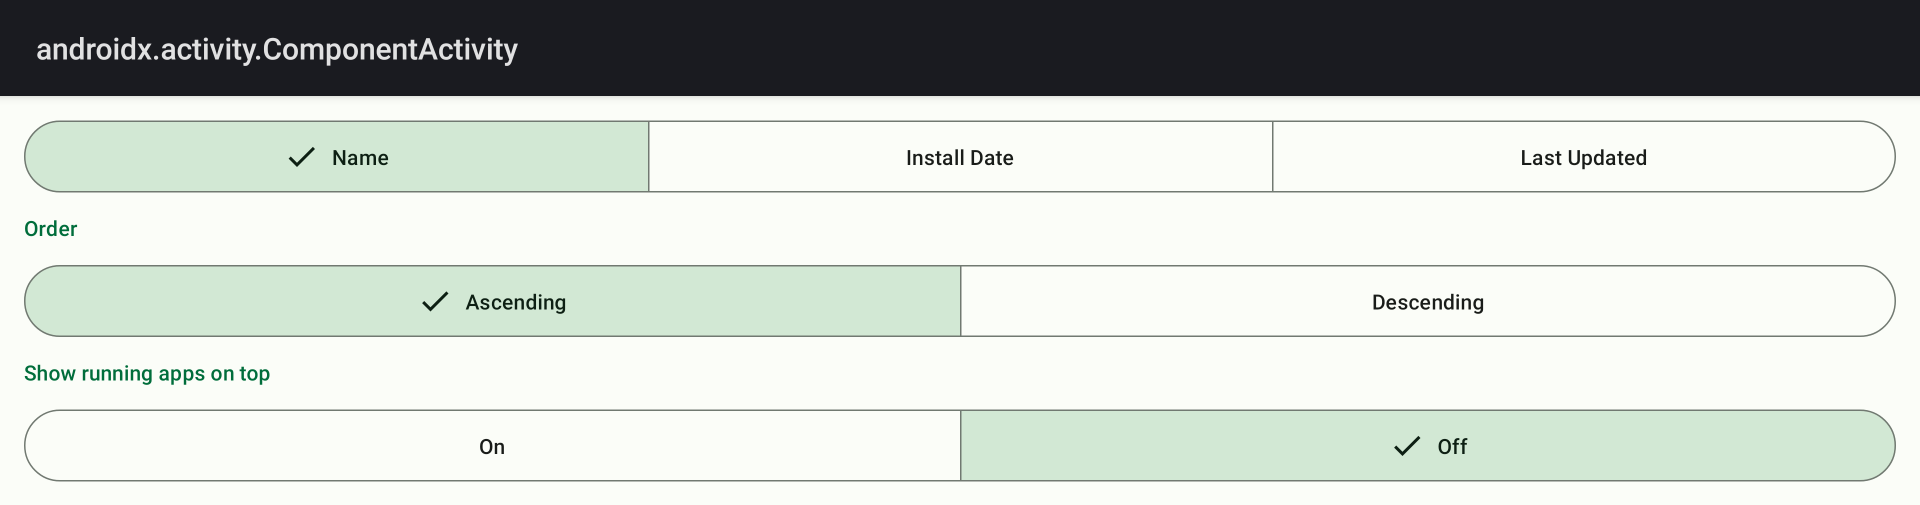 androidx.activity.ComponentActivity
Name
Install Date
Last Updated
Order
Ascending
Descending
Show running apps on top
On
Off